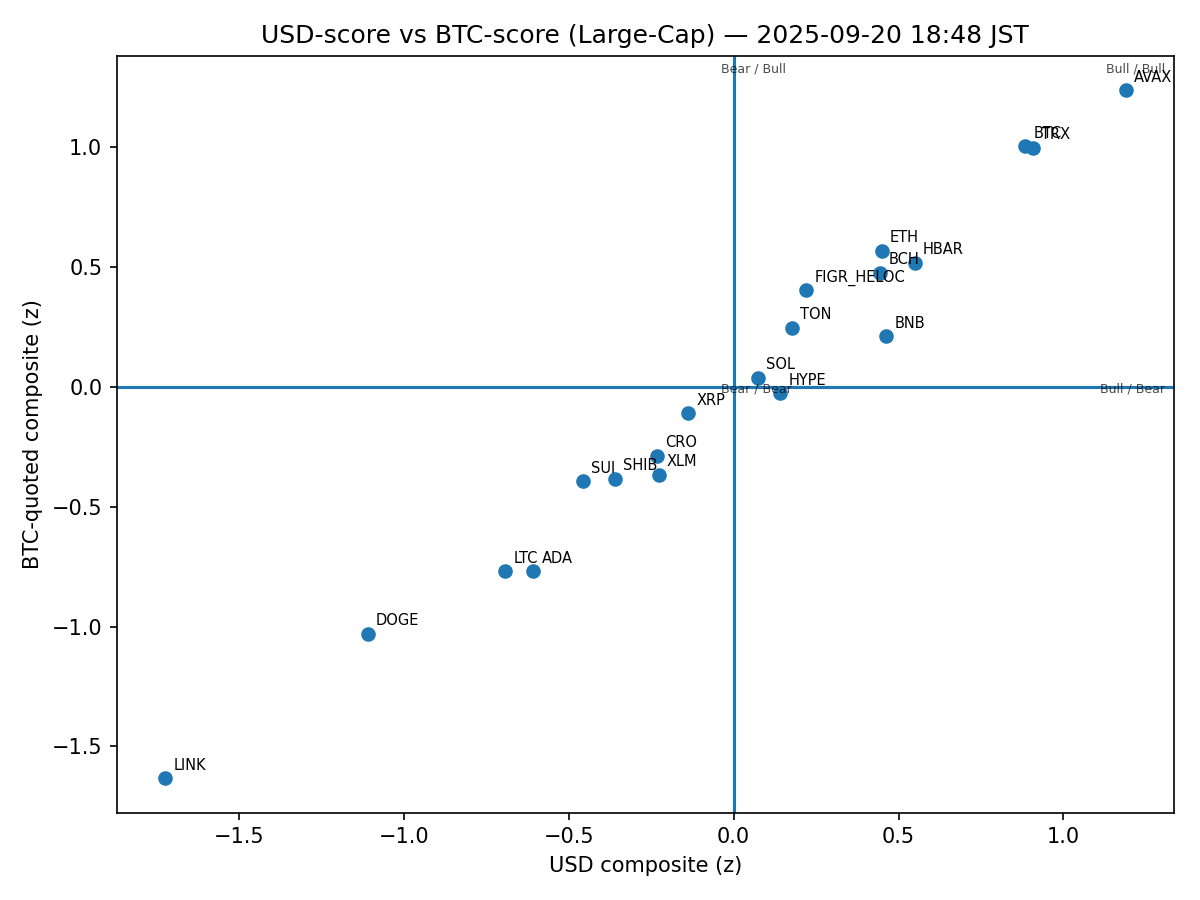 USD-score vs BTC-score (Large-Cap) — 2025-09-20 18:48 JST
Bear / Bull
Bull / Bull
AVAX
BTC
TRX
ETH
HBAR
BCH
FIGR_HELOC
TON
BNB
SOL
HYPE
Bear / Bear
Bull / Bear
XRP
CRO
XLM
SHIB
SUI
LTC
ADA
DOGE
LINK
1.0
0.5
0.0
−0.5
−1.0
−1.5
BTC-quoted composite (z)
−1.5
−1.0
−0.5
0.0
0.5
1.0
USD composite (z)